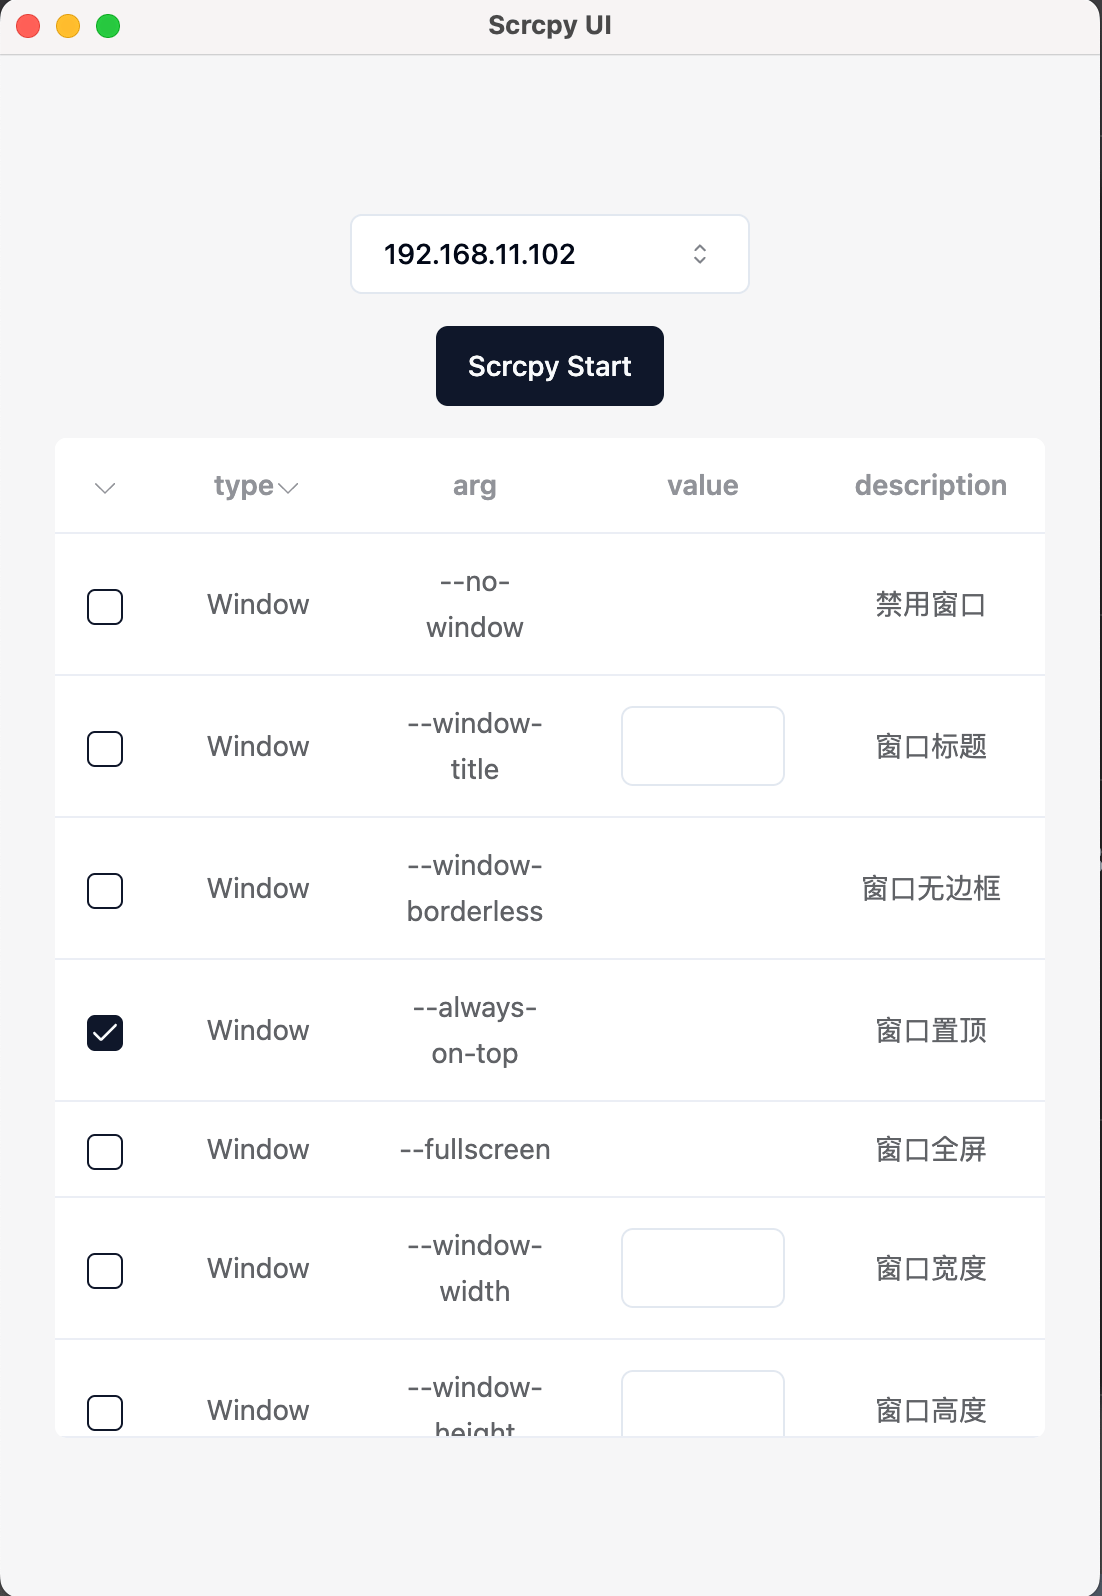 Scrcpy UI
192.168.11.102
Scrcpy Start
type arg value description
Window --no- 禁用窗口
window
Window --window- 窗口标题
title
Window --window- 窗口无边框
borderless
Window --always- 窗口置顶
on-top
Window --fullscreen 窗口全屏
Window --window- 窗口宽度
width
Window --window- 窗口高度
height